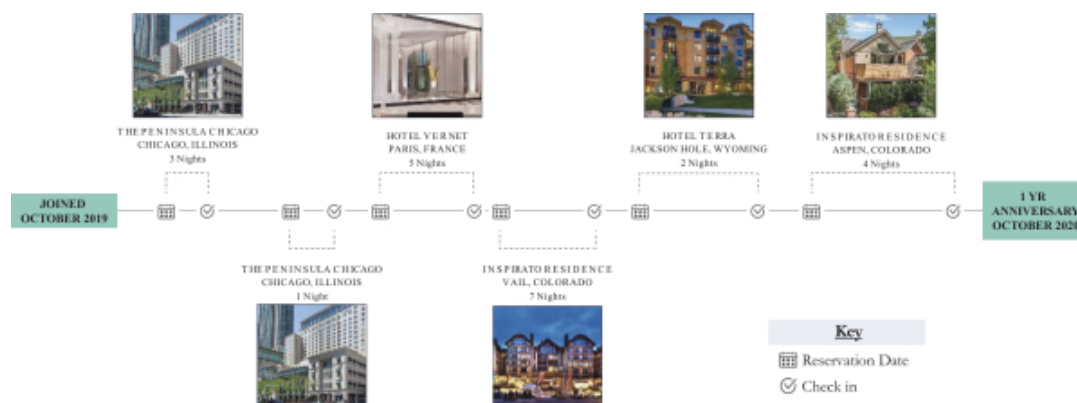 THE PENINSULA CHICAGO
CHICAGO, ILLINOIS
3 Nights
HOTEL VERNET
PARIS, FRANCE
5 Nights
HOTEL TERRA
JACKSON HOLE, WYOMING
2 Nights
INSPIRATO RESIDENCE
ASPEN, COLORADO
4 Nights
JOINED
OCTOBER 2019
1 YR
ANNIVERSARY
OCTOBER 2020
THE PENINSULA CHICAGO
CHICAGO, ILLINOIS
1 Night
INSPIRATO RESIDENCE
VAIL, COLORADO
7 Nights
Key
Reservation Date
Check in